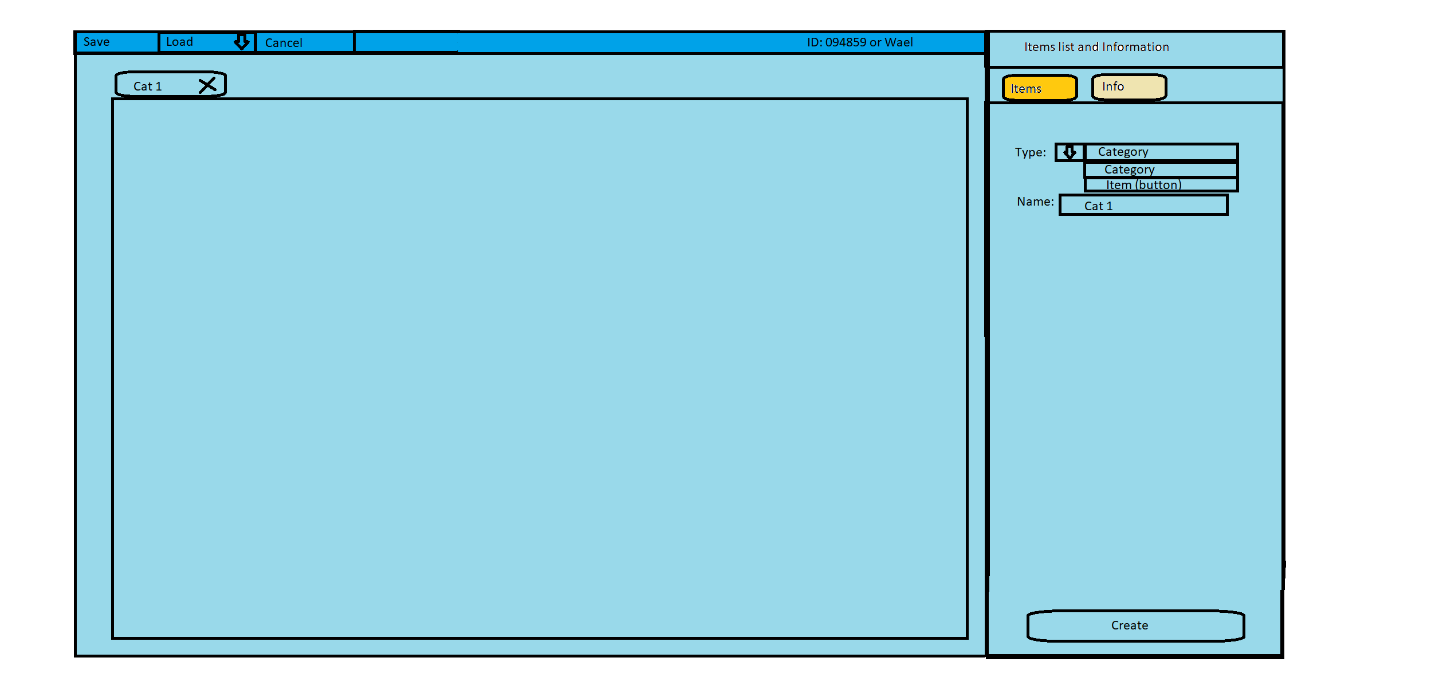 Save Load Cancel ID: 094859 or Wael
Items list and Information
Cat 1
Items Info
Type: Category
Category
Item (button)
Name: Cat 1
Create